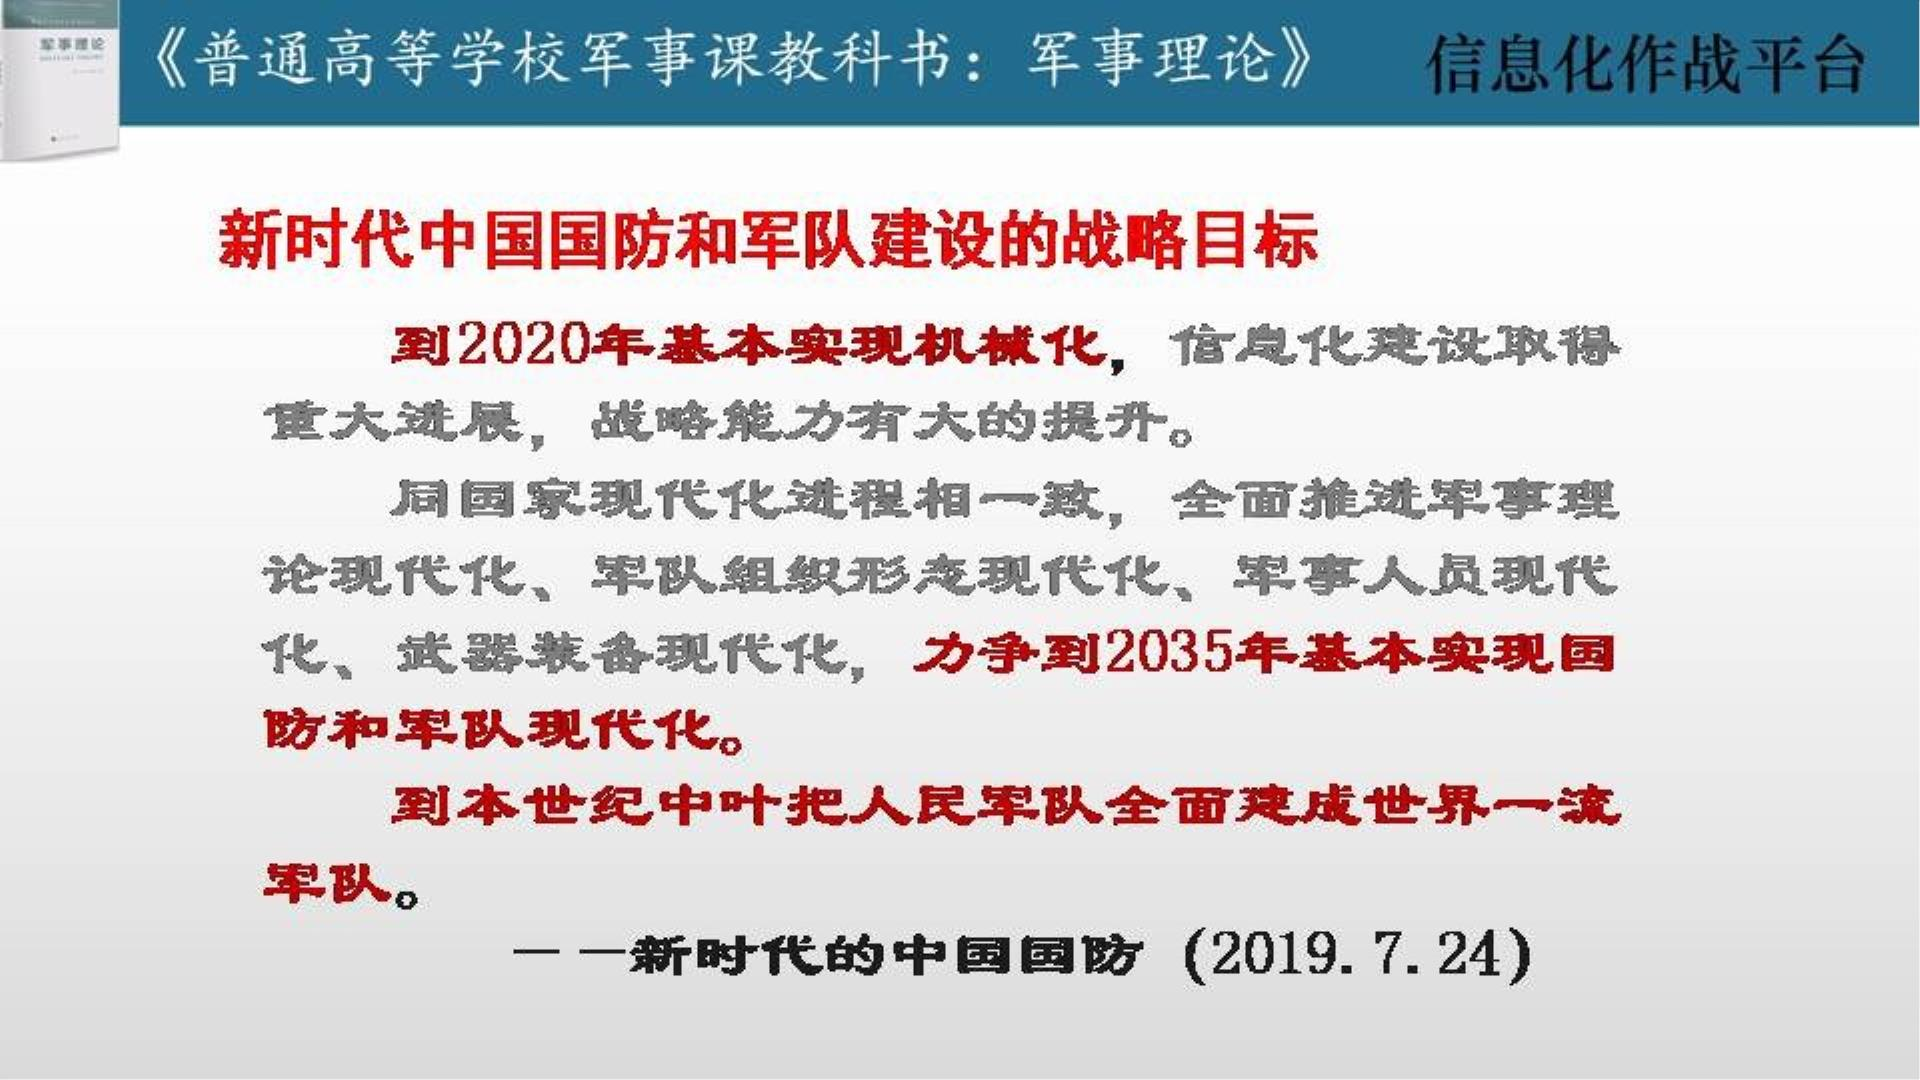 军事理论
《普通高等学校军事课教科书：军事理论》
信息化作战平台
新时代中国国防和军队建设的战略目标
到2020年基本实现机械化，信息化建设取得
重大进展，战略能力有大的提升。
同国家现代化进程相一致，全面推进军事理
论现代化、军队组织形态现代化、军事人员现代
化、武器装备现代化，力争到2035年基本实现国
防和军队现代化。
到本世纪中叶把人民军队全面建成世界一流
军队。
——新时代的中国国防（2019.7.24）